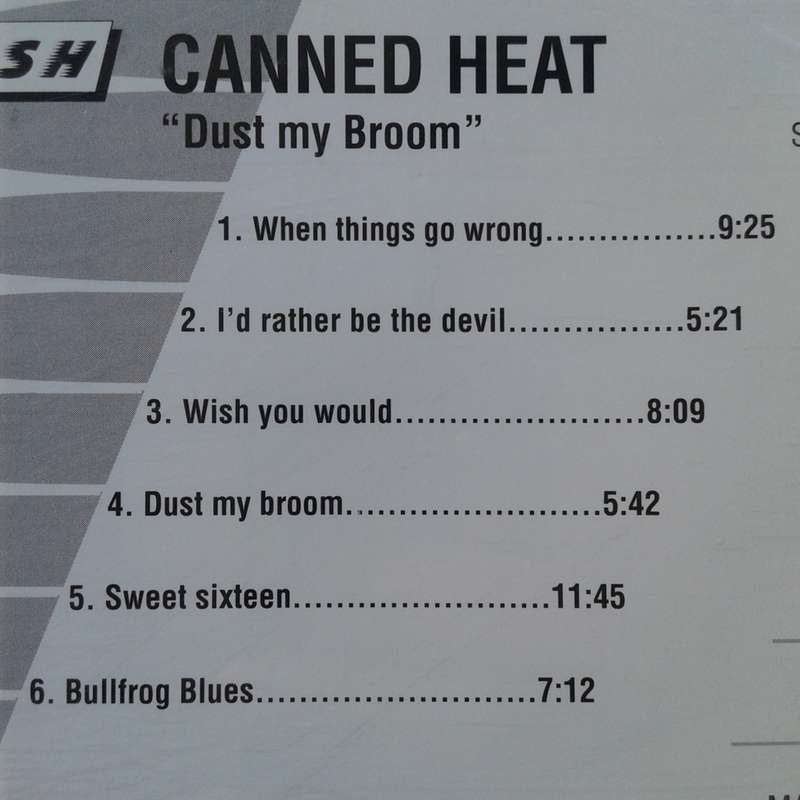 SH
CANNED HEAT
“Dust my Broom”
1. When things go wrong................9:25
2. I’d rather be the devil................5:21
3. Wish you would.......................8:09
4. Dust my broom........................5:42
5. Sweet sixteen........................11:45
6. Bullfrog Blues..........................7:12